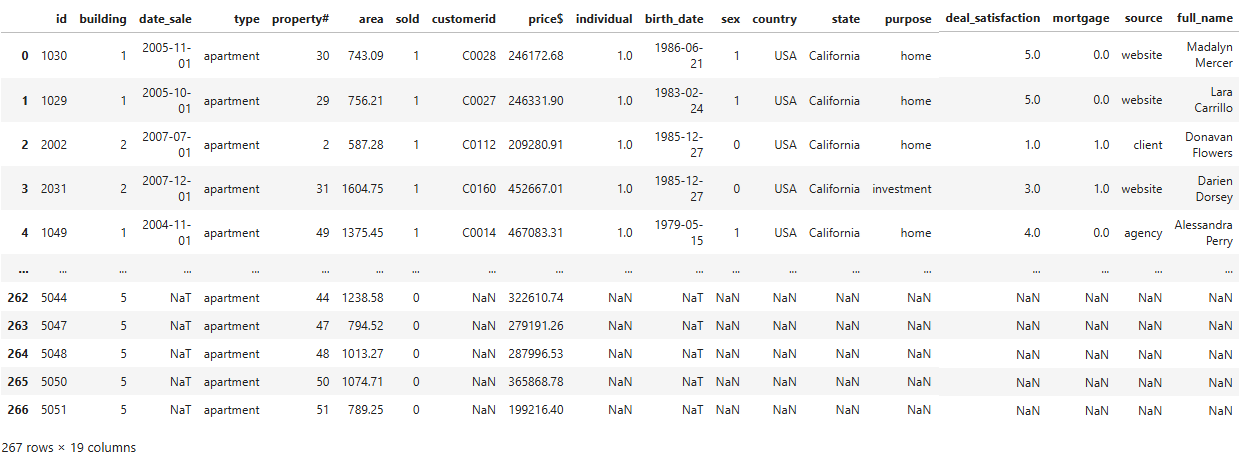 id building date_sale type property# area sold customerid price$ individual birth_date sex country state purpose deal_satisfaction mortgage source full_name
0 1030 1 2005-11-01 apartment 30 743.09 1 C0028 246172.68 1.0 1986-06-21 1 USA California home 5.0 0.0 website Madalyn Mercer
1 1029 1 2005-10-01 apartment 29 756.21 1 C0027 246331.90 1.0 1983-02-24 1 USA California home 5.0 0.0 website Lara Carrillo
2 2002 2 2007-07-01 apartment 2 587.28 1 C0112 209280.91 1.0 1985-12-27 0 USA California home 1.0 1.0 client Donavan Flowers
3 2031 2 2007-12-01 apartment 31 1604.75 1 C0160 452667.01 1.0 1985-12-27 0 USA California investment 3.0 1.0 website Darien Dorsey
4 1049 1 2004-11-01 apartment 49 1375.45 1 C0014 467083.31 1.0 1979-05-15 1 USA California home 4.0 0.0 agency Alessandra Perry
... ... ... ... ... ... ... ... ... ... ... ... ... ... ... ... ... ... ... ...
262 5044 5 NaT apartment 44 1238.58 0 NaN 322610.74 NaN NaT NaN NaN NaN NaN NaN NaN NaN NaN
263 5047 5 NaT apartment 47 794.52 0 NaN 279191.26 NaN NaT NaN NaN NaN NaN NaN NaN NaN NaN
264 5048 5 NaT apartment 48 1013.27 0 NaN 287996.53 NaN NaT NaN NaN NaN NaN NaN NaN NaN NaN
265 5050 5 NaT apartment 50 1074.71 0 NaN 365868.78 NaN NaT NaN NaN NaN NaN NaN NaN NaN NaN
266 5051 5 NaT apartment 51 789.25 0 NaN 199216.40 NaN NaT NaN NaN NaN NaN NaN NaN NaN NaN
267 rows × 19 columns